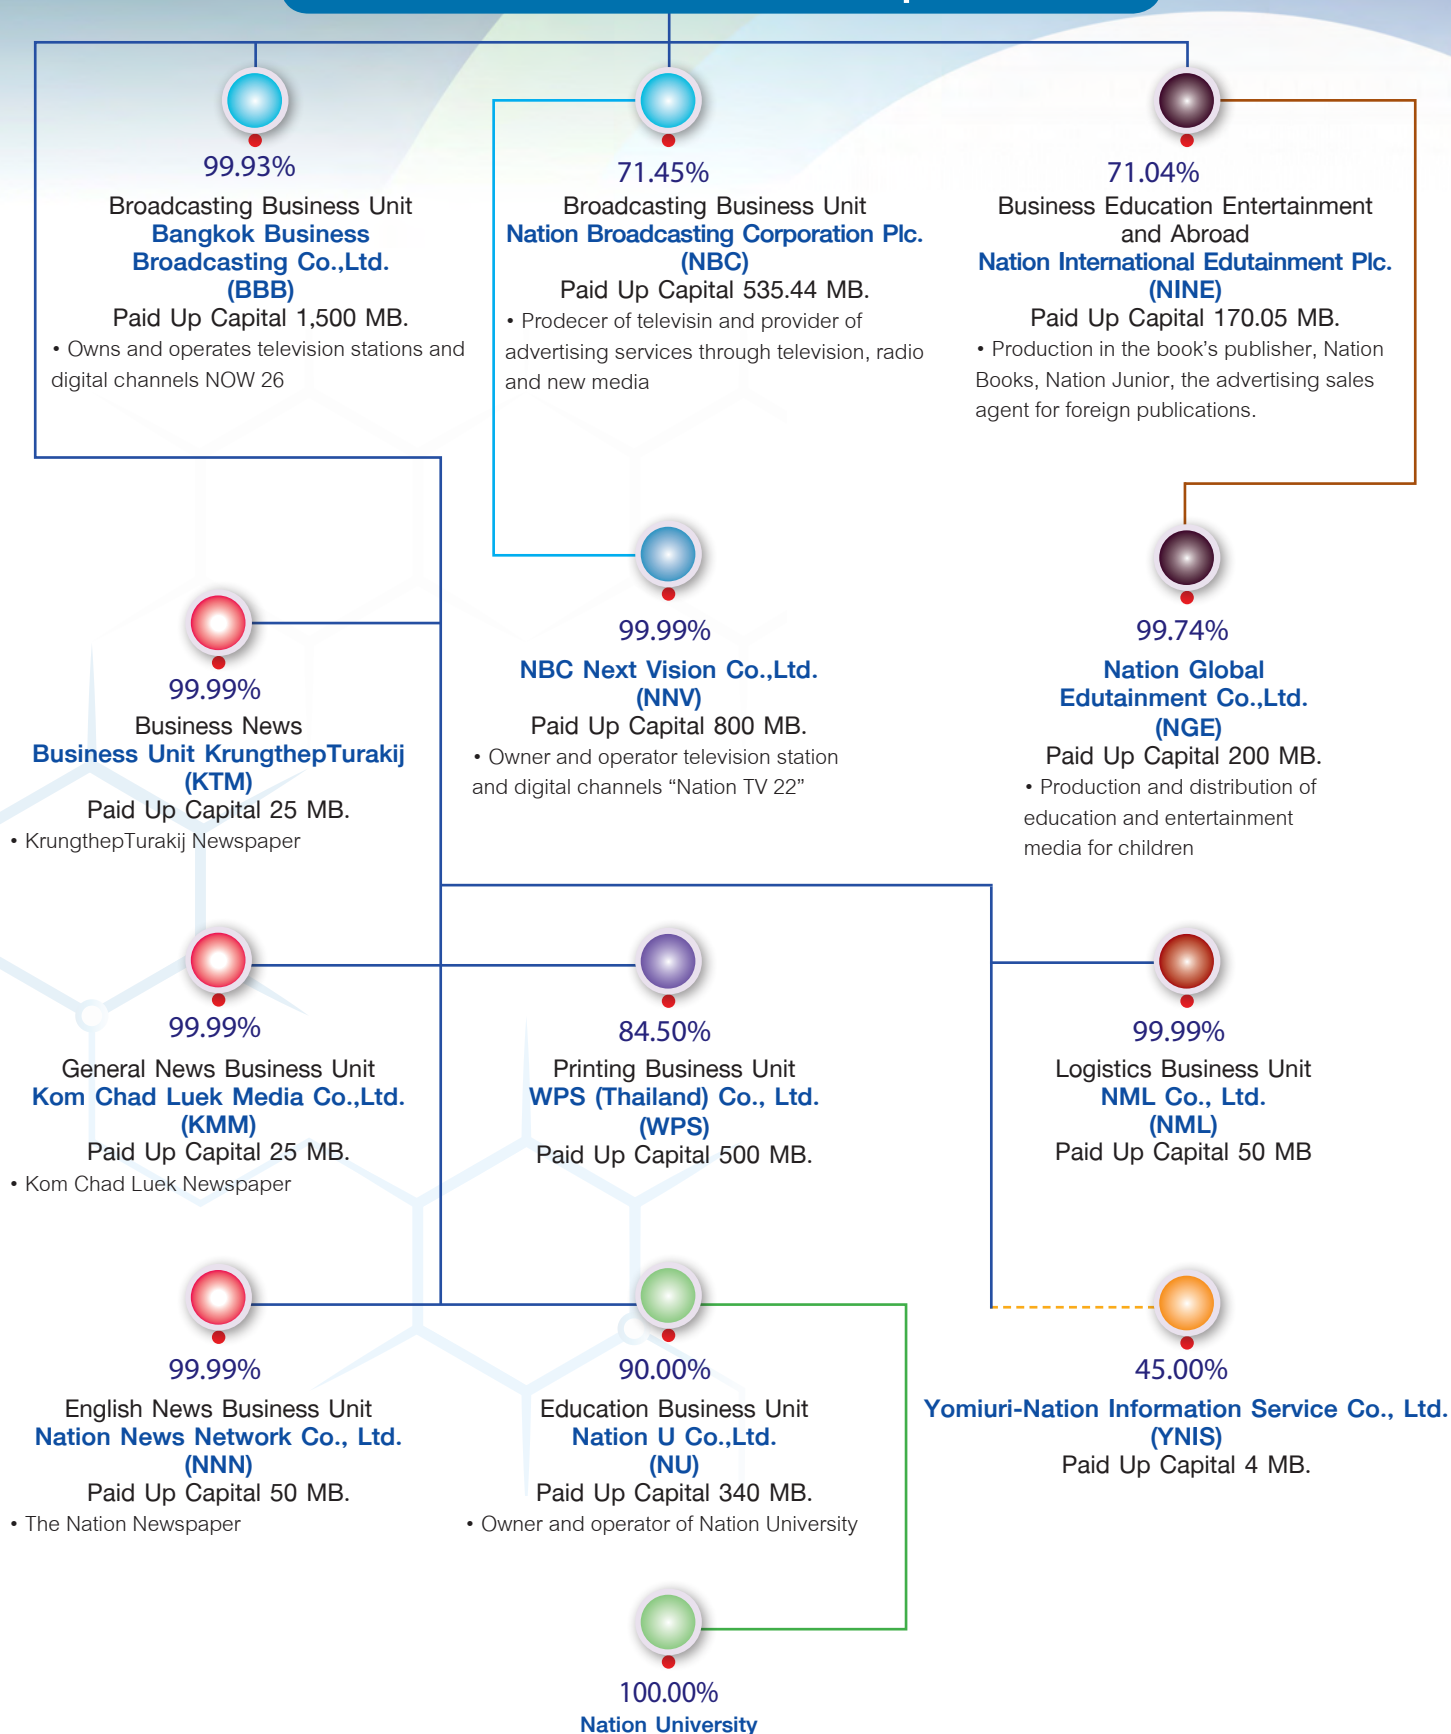 99.93%
Broadcasting Business Unit
Bangkok Business
Broadcasting Co.,Ltd.
(BBB)
Paid Up Capital 1,500 MB.
• Owns and operates television stations and
digital channels NOW 26
71.45%
Broadcasting Business Unit
Nation Broadcasting Corporation Plc.
(NBC)
Paid Up Capital 535.44 MB.
• Prodecer of televisin and provider of
advertising services through television, radio
and new media
71.04%
Business Education Entertainment
and Abroad
Nation International Edutainment Plc.
(NINE)
Paid Up Capital 170.05 MB.
• Production in the book's publisher, Nation
Books, Nation Junior, the advertising sales
agent for foreign publications.
99.99%
Business News
Business Unit KrungthepTurakij
(KTM)
Paid Up Capital 25 MB.
• KrungthepTurakij Newspaper
99.99%
NBC Next Vision Co.,Ltd.
(NNV)
Paid Up Capital 800 MB.
• Owner and operator television station
and digital channels “Nation TV 22”
99.74%
Nation Global
Edutainment Co.,Ltd.
(NGE)
Paid Up Capital 200 MB.
• Production and distribution of
education and entertainment
media for children
99.99%
General News Business Unit
Kom Chad Luek Media Co.,Ltd.
(KMM)
Paid Up Capital 25 MB.
• Kom Chad Luek Newspaper
84.50%
Printing Business Unit
WPS (Thailand) Co., Ltd.
(WPS)
Paid Up Capital 500 MB.
99.99%
Logistics Business Unit
NML Co., Ltd.
(NML)
Paid Up Capital 50 MB
99.99%
English News Business Unit
Nation News Network Co., Ltd.
(NNN)
Paid Up Capital 50 MB.
• The Nation Newspaper
90.00%
Education Business Unit
Nation U Co.,Ltd.
(NU)
Paid Up Capital 340 MB.
• Owner and operator of Nation University
45.00%
Yomiuri-Nation Information Service Co., Ltd.
(YNIS)
Paid Up Capital 4 MB.
100.00%
Nation University